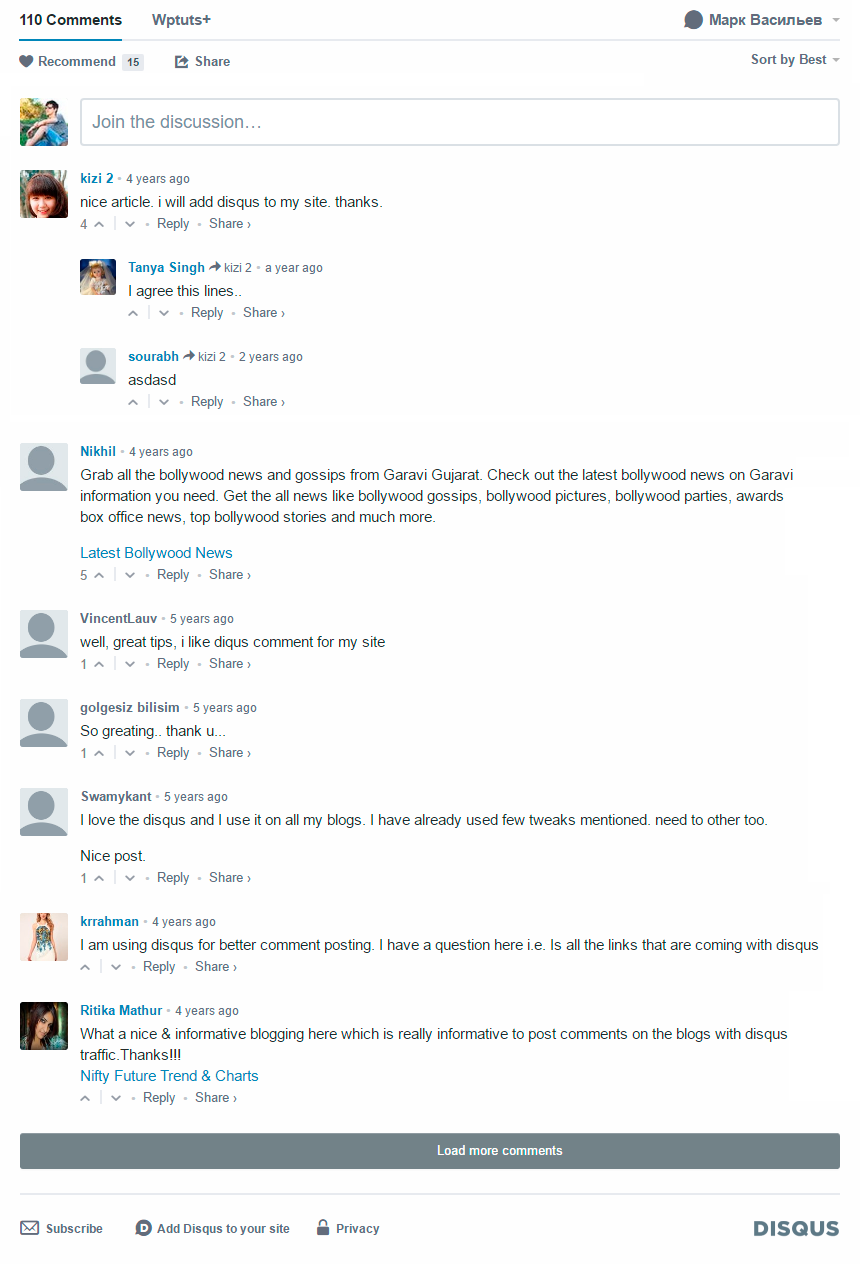 110 Comments Wptuts+ Марк Васильев
Recommend 15 Share Sort by Best
Join the discussion…
kizi 2 • 4 years ago
nice article. i will add disqus to my site. thanks.
4 • Reply • Share ›
Tanya Singh kizi 2 • a year ago
I agree this lines..
• Reply • Share ›
sourabh kizi 2 • 2 years ago
asdasd
• Reply • Share ›
Nikhil • 4 years ago
Grab all the bollywood news and gossips from Garavi Gujarat. Check out the latest bollywood news on Garavi
information you need. Get the all news like bollywood gossips, bollywood pictures, bollywood parties, awards
box office news, top bollywood stories and much more.
Latest Bollywood News
5 • Reply • Share ›
VincentLauv • 5 years ago
well, great tips, i like diqus comment for my site
1 • Reply • Share ›
golgesiz bilisim • 5 years ago
So greating.. thank u...
1 • Reply • Share ›
Swamykant • 5 years ago
I love the disqus and I use it on all my blogs. I have already used few tweaks mentioned. need to other too.
Nice post.
1 • Reply • Share ›
krrahman • 4 years ago
I am using disqus for better comment posting. I have a question here i.e. Is all the links that are coming with disqus
• Reply • Share ›
Ritika Mathur • 4 years ago
What a nice & informative blogging here which is really informative to post comments on the blogs with disqus
traffic.Thanks!!!
Nifty Future Trend & Charts
• Reply • Share ›
Load more comments
Subscribe D Add Disqus to your site Privacy DISQUS